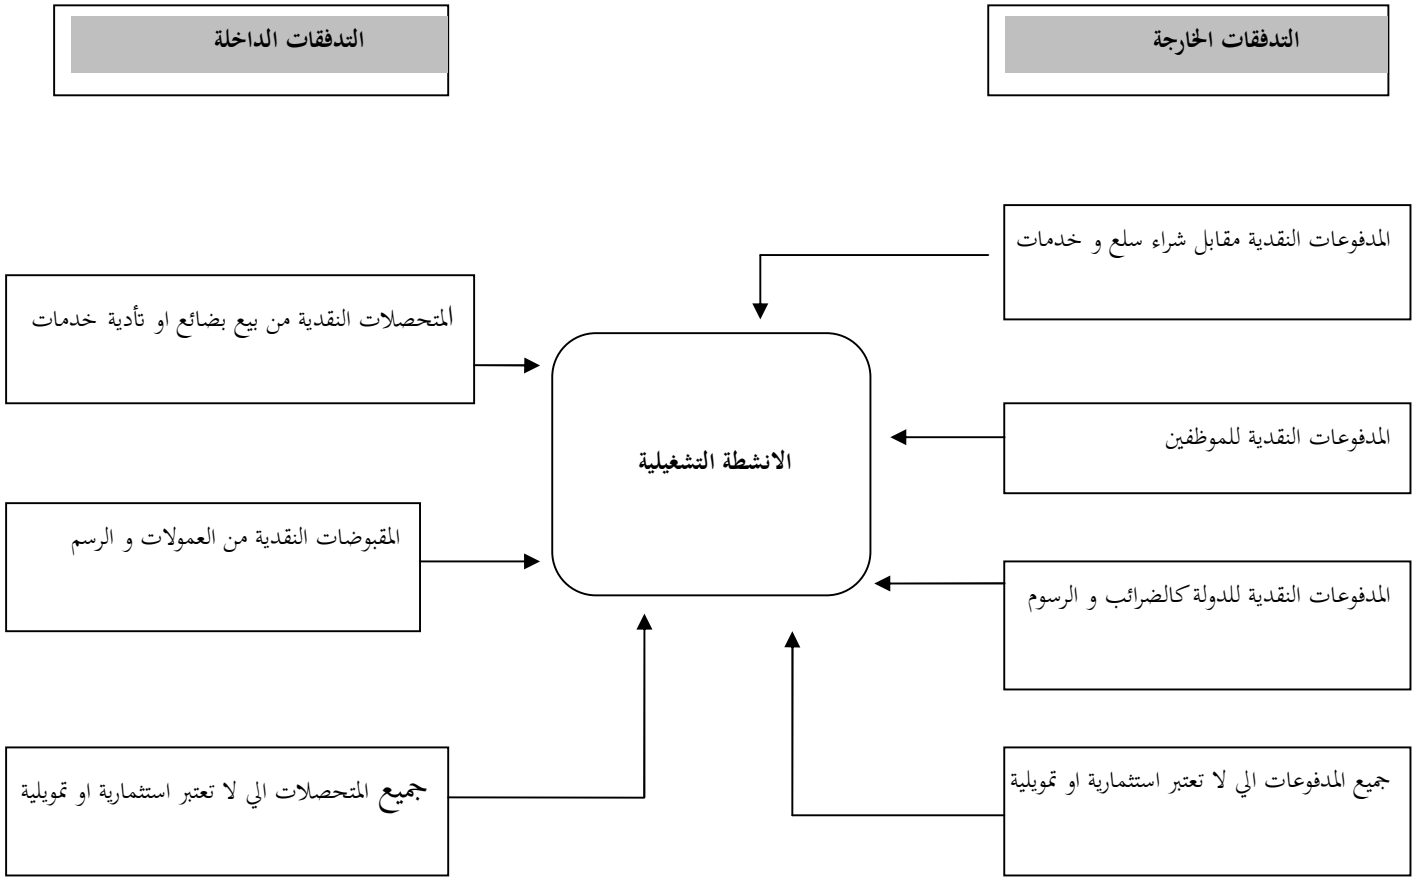 التدفقات الخارجة
التدفقات الداخلة
المدفوعات النقدية مقابل شراء سلع و خدمات
المتحصلات النقدية من بيع بضائع او تأدية خدمات
المدفوعات النقدية للموظفين
الانشطة التشغيلية
المقبوضات النقدية من العمولات و الرسم
المدفوعات النقدية للدولة كالضرائب و الرسوم
جميع المدفوعات الي لا تعتبر استثمارية او تمويلية
جميع المتحصلات الي لا تعتبر استثمارية او تمويلية